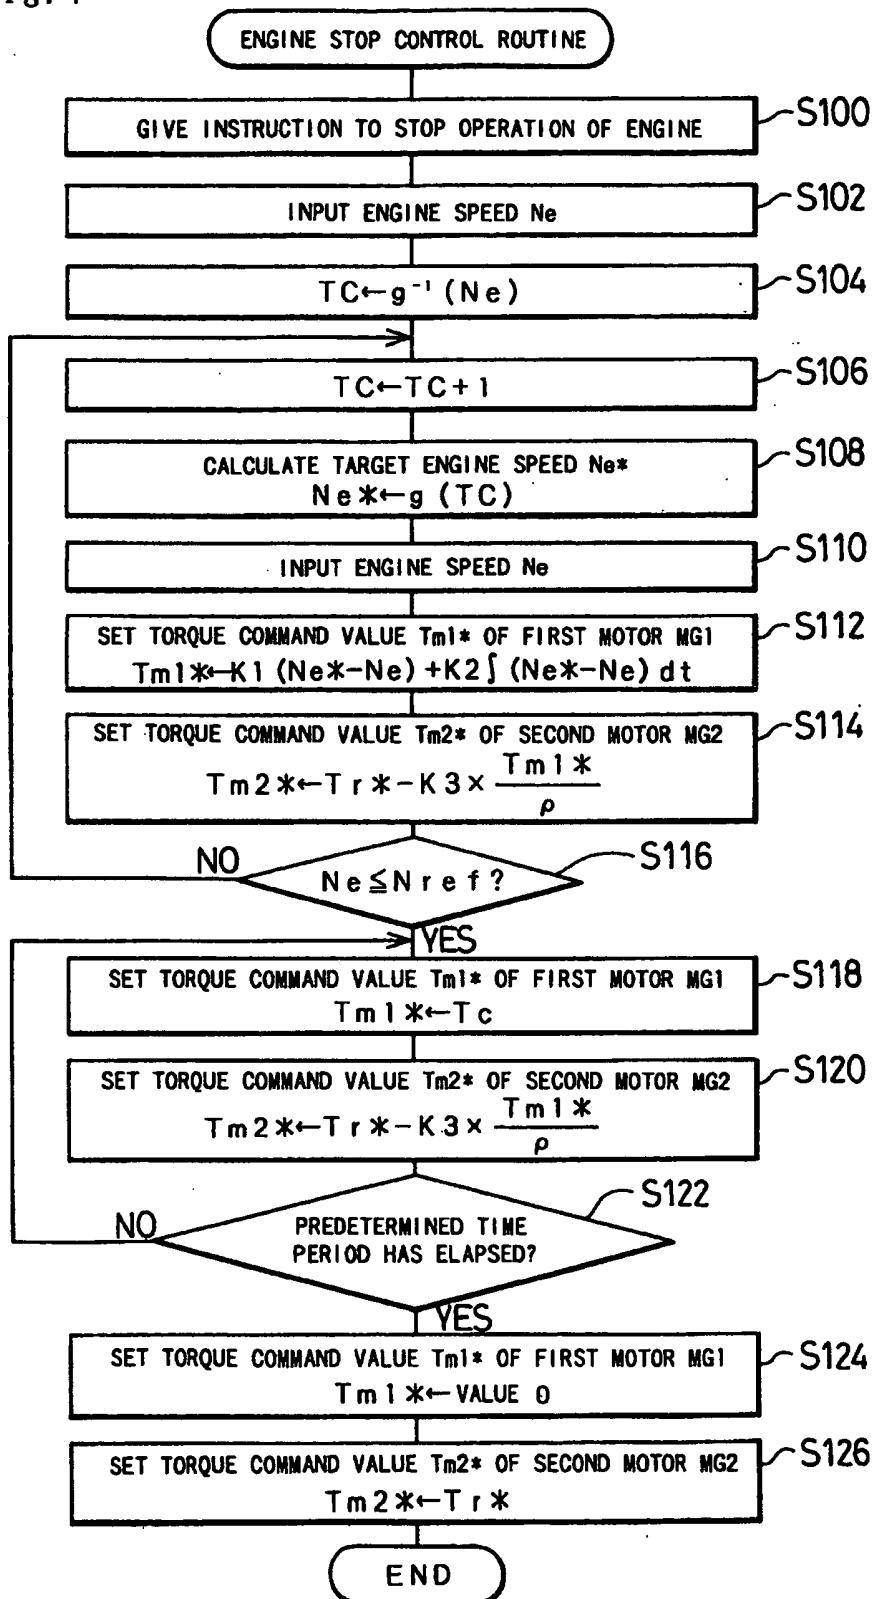 ENGINE STOP CONTROL ROUTINE
GIVE INSTRUCTION TO STOP OPERATION OF ENGINE
S100
INPUT ENGINE SPEED Ne
S102
TC←g⁻¹ (Ne)
S104
TC←TC+1
S106
CALCULATE TARGET ENGINE SPEED Ne*
Ne*←g (TC)
S108
INPUT ENGINE SPEED Ne
S110
SET TORQUE COMMAND VALUE Tm1* OF FIRST MOTOR MG1
Tm1*←K1 (Ne*-Ne) +K2∫ (Ne*-Ne) dt
S112
SET TORQUE COMMAND VALUE Tm2* OF SECOND MOTOR MG2
Tm2*←Tr*-K3× Tm1*/ρ
S114
NO
Ne≦Nref?
S116
YES
SET TORQUE COMMAND VALUE Tm1* OF FIRST MOTOR MG1
Tm1*←Tc
S118
SET TORQUE COMMAND VALUE Tm2* OF SECOND MOTOR MG2
Tm2*←Tr*-K3× Tm1*/ρ
S120
NO
PREDETERMINED TIME
PERIOD HAS ELAPSED?
S122
YES
SET TORQUE COMMAND VALUE Tm1* OF FIRST MOTOR MG1
Tm1*←VALUE 0
S124
SET TORQUE COMMAND VALUE Tm2* OF SECOND MOTOR MG2
Tm2*←Tr*
S126
END